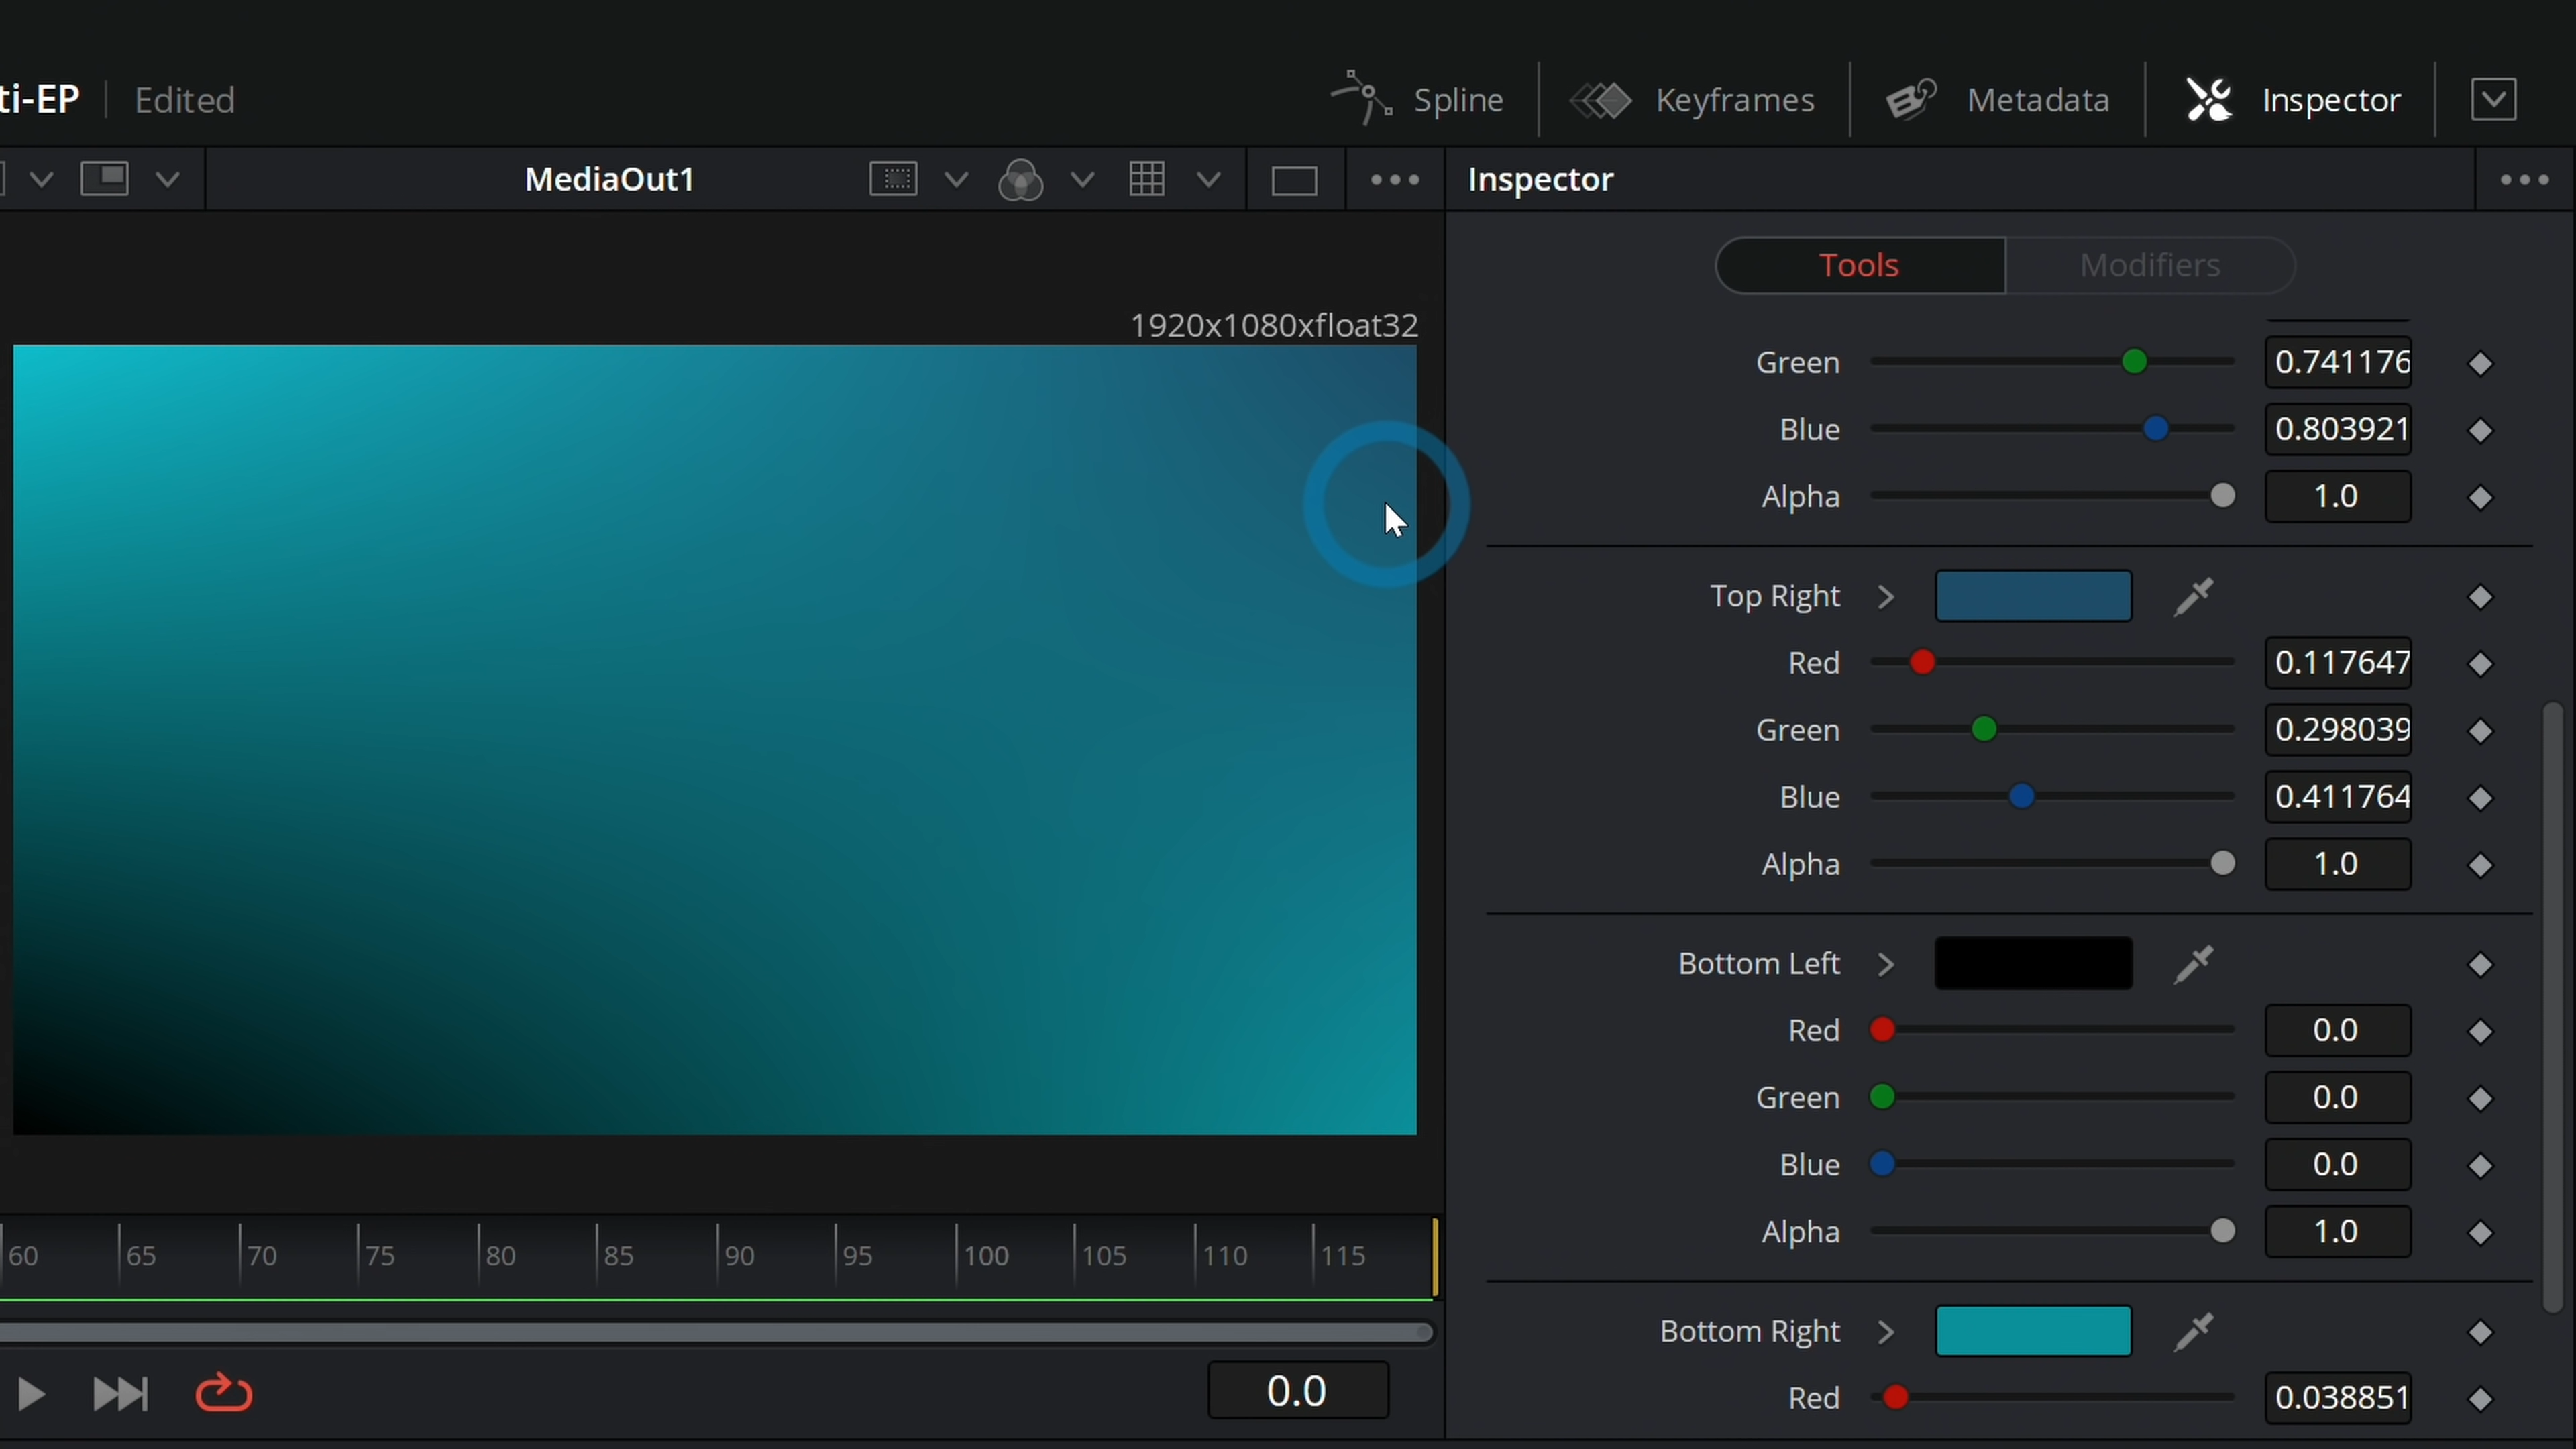 ti-EP Edited Spline Keyframes Metadata Inspector
MediaOut1
Inspector
Tools Modifiers
1920x1080xfloat32
Green 0.741176
Blue 0.803921
Alpha 1.0
Top Right
Red 0.117647
Green 0.298039
Blue 0.411764
Alpha 1.0
Bottom Left
Red 0.0
Green 0.0
Blue 0.0
Alpha 1.0
Bottom Right
Red 0.038851
60 65 70 75 80 85 90 95 100 105 110 115
0.0